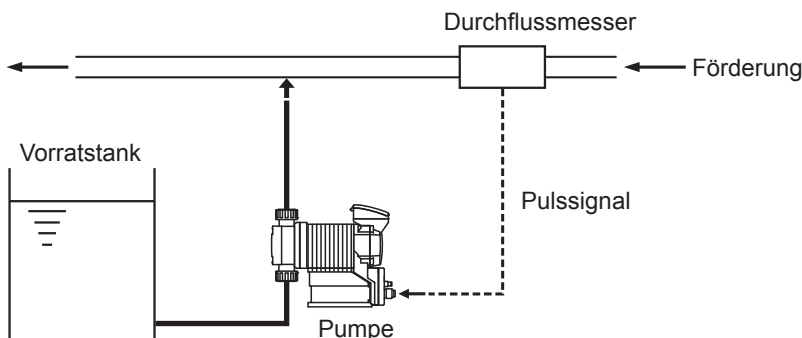 Durchflussmesser
Förderung
Vorratstank
Pulssignal
Pumpe